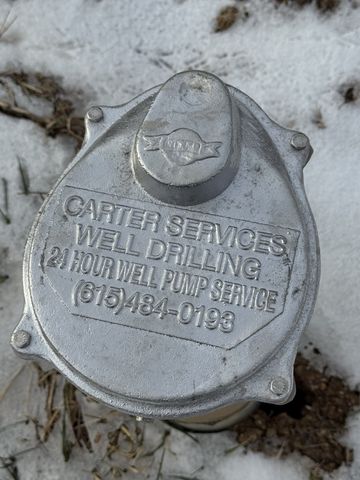 CARTER SERVICES
WELL DRILLING
24 HOUR WELL PUMP SERVICE
(615)484-0193